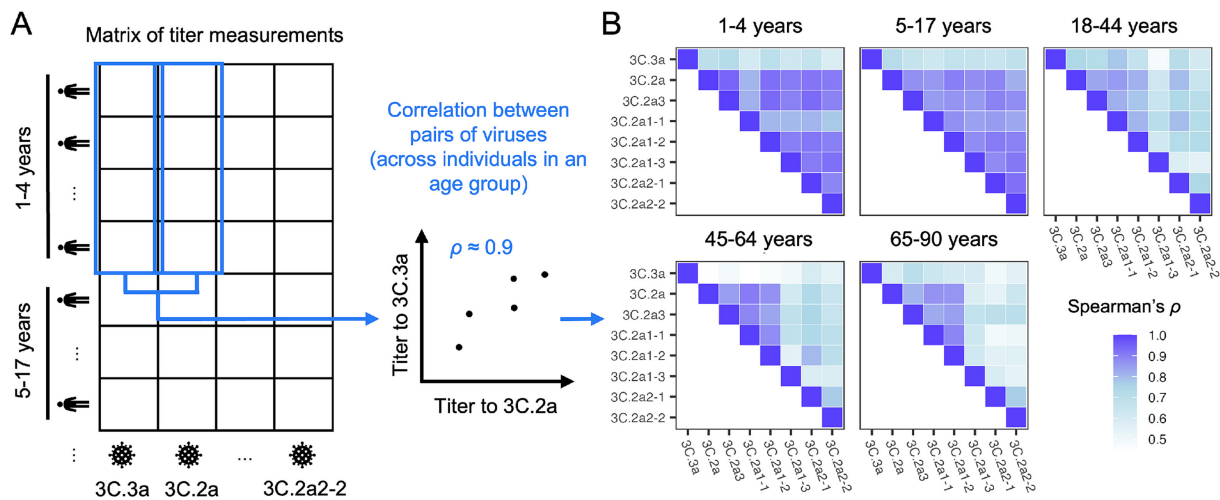 A
Matrix of titer measurements
1-4 years
5-17 years
...
...
...
3C.3a
3C.2a
...
3C.2a2-2
Correlation between
pairs of viruses
(across individuals in an
age group)
ρ ≈ 0.9
Titer to 3C.3a
Titer to 3C.2a
B
1-4 years
5-17 years
18-44 years
3C.3a
3C.2a
3C.2a3
3C.2a1-1
3C.2a1-2
3C.2a1-3
3C.2a2-1
3C.2a2-2
3C.3a
3C.2a
3C.2a3
3C.2a1-1
3C.2a1-2
3C.2a1-3
3C.2a2-1
3C.2a2-2
45-64 years
65-90 years
3C.3a
3C.2a
3C.2a3
3C.2a1-1
3C.2a1-2
3C.2a1-3
3C.2a2-1
3C.2a2-2
3C.3a
3C.2a
3C.2a3
3C.2a1-1
3C.2a1-2
3C.2a1-3
3C.2a2-1
3C.2a2-2
3C.3a
3C.2a
3C.2a3
3C.2a1-1
3C.2a1-2
3C.2a1-3
3C.2a2-1
3C.2a2-2
Spearman's ρ
1.0
0.9
0.8
0.7
0.6
0.5